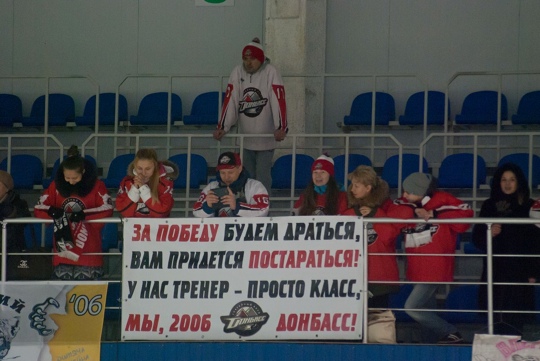 ЗА ПОБЕДУ БУДЕМ ДРАТЬСЯ,
ВАМ ПРИДЕТСЯ ПОСТАРАТЬСЯ!
У НАС ТРЕНЕР - ПРОСТО КЛАСС,
МЫ, 2006 ДОНБАСС!
'06